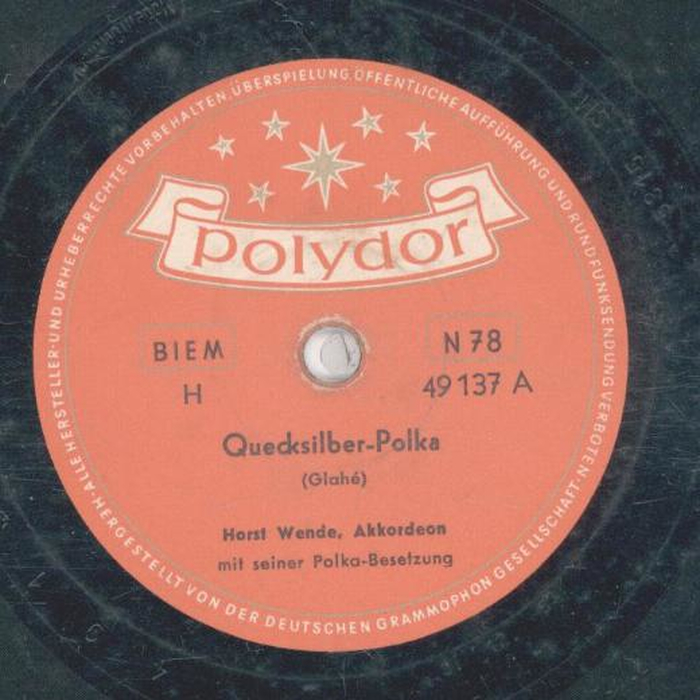 ALLE HERSTELLER- UND URHEBERRECHTE VORBEHALTEN. ÜBERSPIELUNG, ÖFFENTLICHE AUFFÜHRUNG UND RUNDFUNKSENDUNG VERBOTEN.
polydor
BIEM
N 78
H
49 137 A
Quecksilber-Polka
(Glahé)
Horst Wende, Akkordeon
mit seiner Polka-Besetzung
HERGESTELLT VON DER DEUTSCHEN GRAMMOPHON GESELLSCHAFT